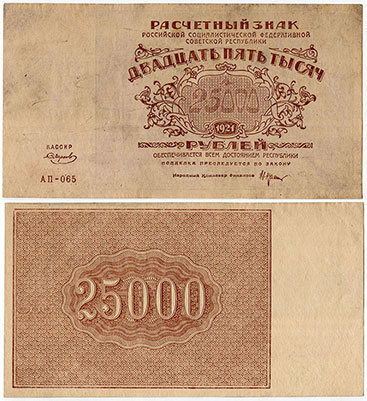 РАСЧЕТНЫЙ ЗНАК
РОССИЙСКОЙ СОЦИАЛИСТИЧЕСКОЙ ФЕДЕРАТИВНОЙ
СОВЕТСКОЙ РЕСПУБЛИКИ
ДВАДЦАТЬ ПЯТЬ ТЫСЯЧ
25000
1921
РУБЛЕЙ
ОБЕСПЕЧИВАЕТСЯ ВСЕМ ДОСТОЯНИЕМ РЕСПУБЛИКИ
ПОДДЕЛКА ПРЕСЛЕДУЕТСЯ ПО ЗАКОНУ
КАССИР
Народный Комиссар Финансов
АП-065
25000